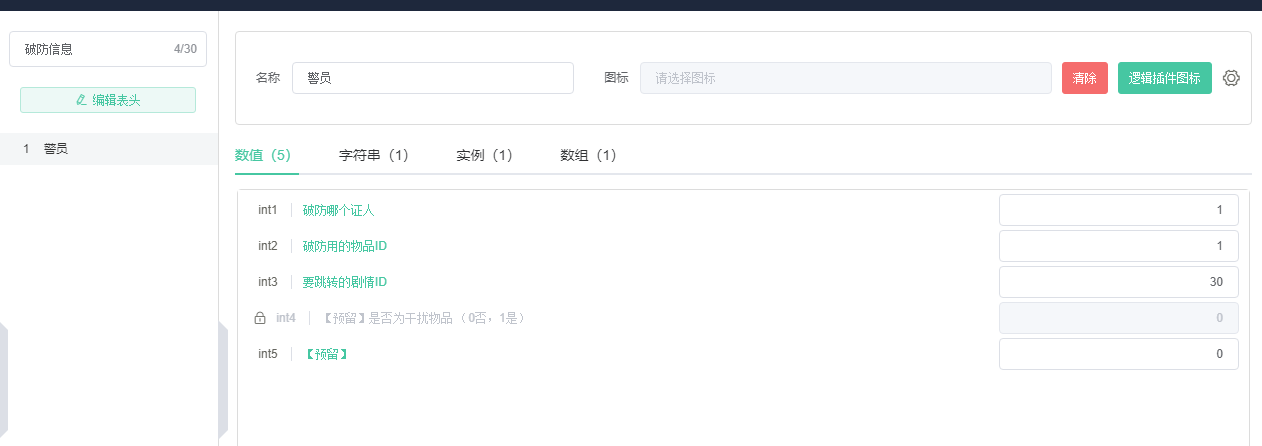 破防信息 4/30
编辑表头
1 警员
名称 警员 图标 请选择图标 清除 逻辑插件图标
数值（5） 字符串（1） 实例（1） 数组（1）
int1 破防哪个证人 1
int2 破防用的物品ID 1
int3 要跳转的剧情ID 30
int4 【预留】是否为干扰物品（0否，1是） 0
int5 【预留】 0